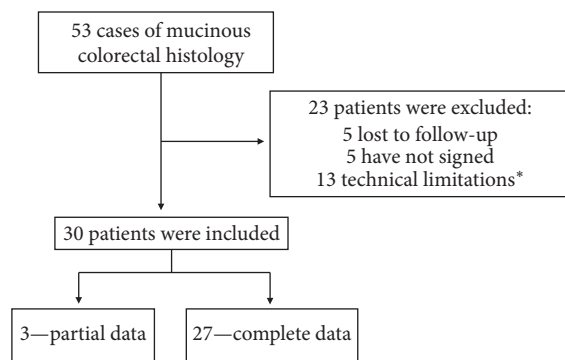 53 cases of mucinous
colorectal histology
23 patients were excluded:
5 lost to follow-up
5 have not signed
13 technical limitations*
30 patients were included
3—partial data
27—complete data